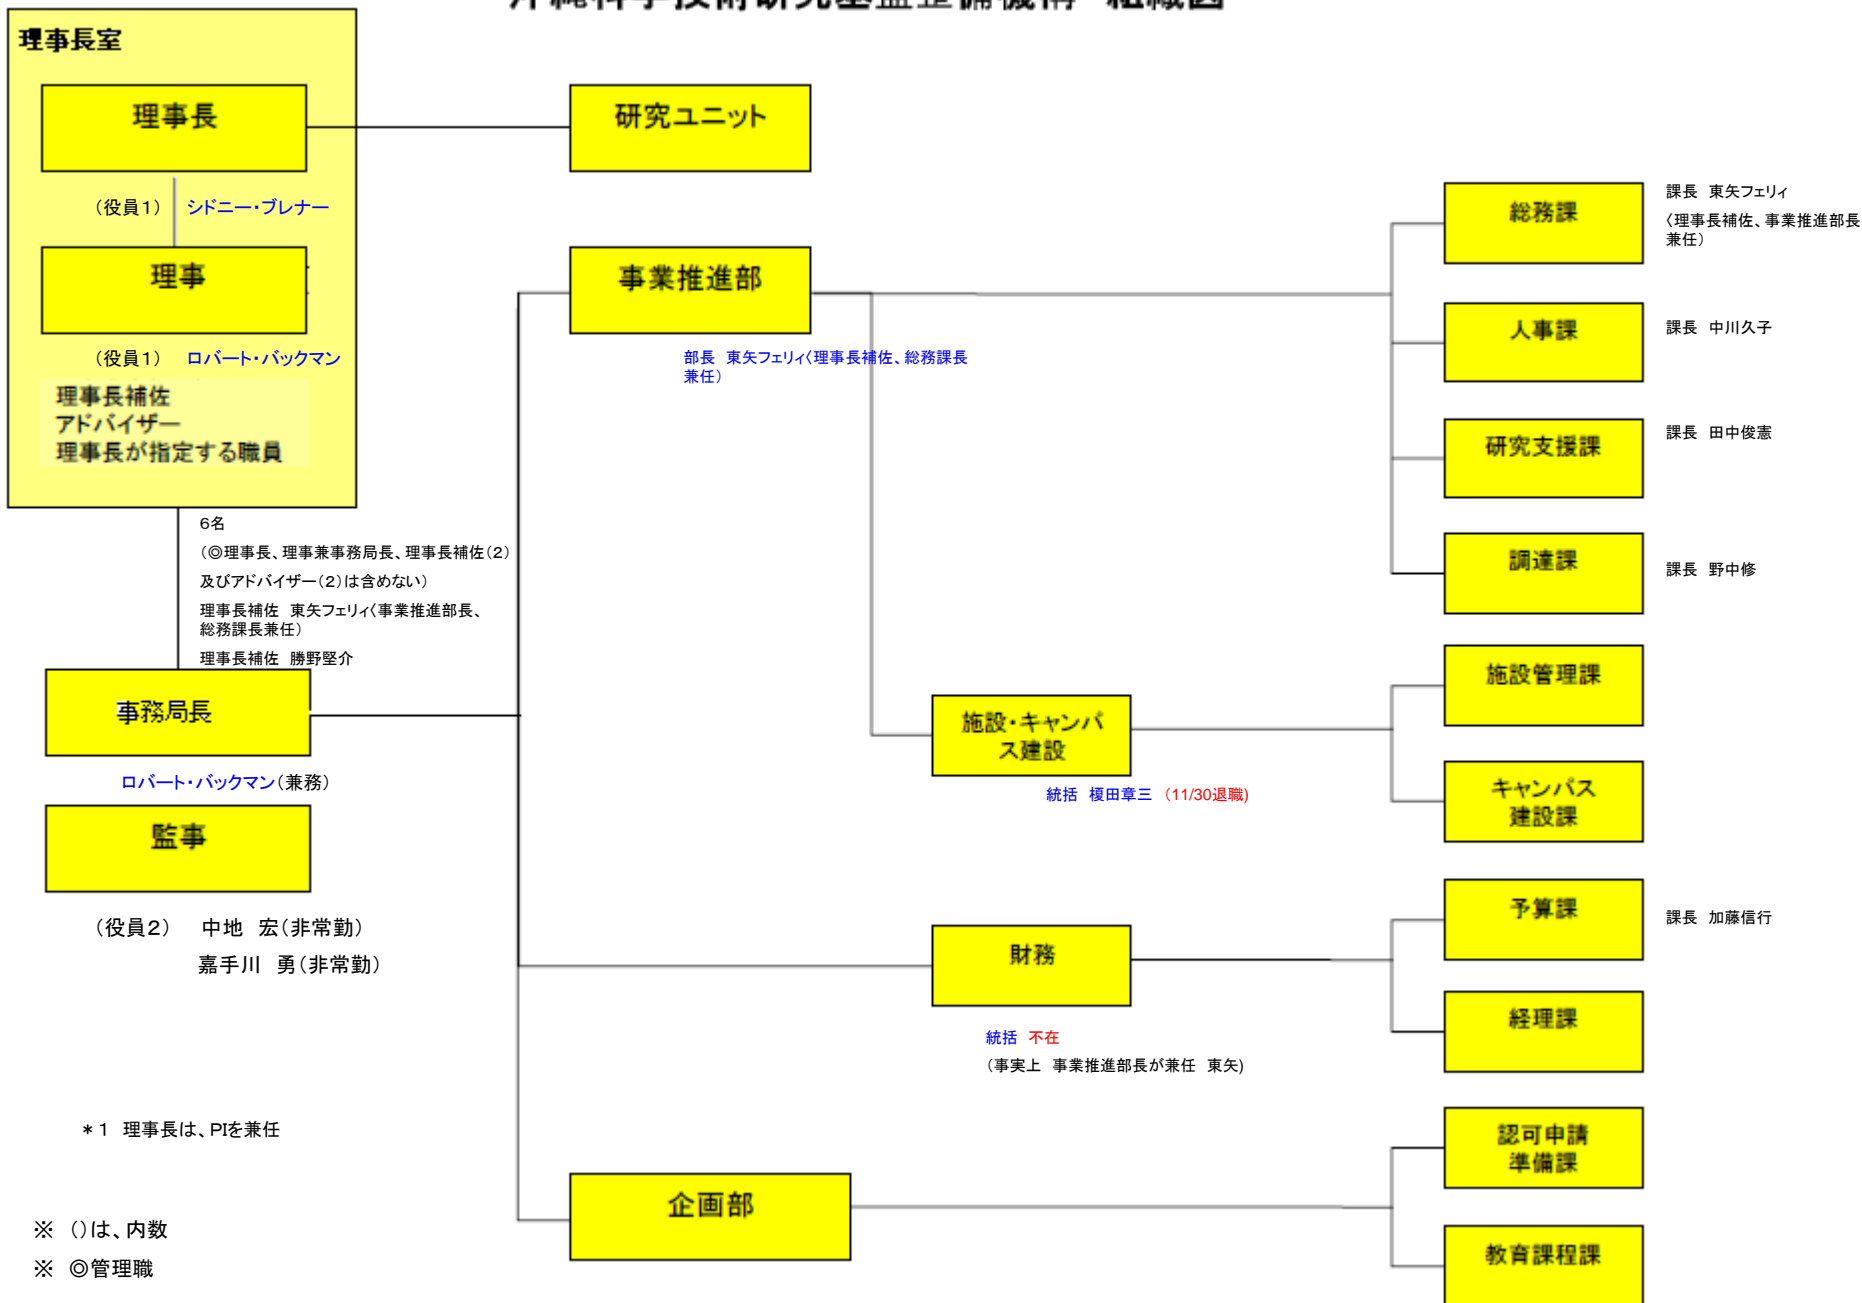 沖縄科学技術研究基盤整備機構 組織図
理事長室
理事長
(役員1) シドニー・ブレナー
理事
(役員1) ロバート・バックマン
理事長補佐
アドバイザー
理事長が指定する職員
6名
(◎理事長、理事兼事務局長、理事長補佐(2)
及びアドバイザー(2)は含めない)
理事長補佐 東矢フェリィ〈事業推進部長、
総務課長兼任)
理事長補佐 勝野堅介
事務局長
ロバート・バックマン(兼務)
監事
(役員2) 中地 宏(非常勤)
嘉手川 勇(非常勤)
*1 理事長は、PIを兼任
※ ()は、内数
※ ◎管理職
研究ユニット
事業推進部
部長 東矢フェリィ〈理事長補佐、総務課長
兼任)
施設・キャンパ
ス建設
統括 榎田章三 (11/30退職)
財務
統括 不在
(事実上 事業推進部長が兼任 東矢)
企画部
総務課
課長 東矢フェリィ
〈理事長補佐、事業推進部長
兼任)
人事課
課長 中川久子
研究支援課
課長 田中俊憲
調達課
課長 野中修
施設管理課
キャンパス
建設課
予算課
課長 加藤信行
経理課
認可申請
準備課
教育課程課